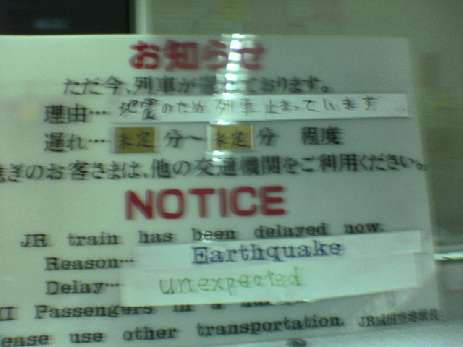 お知らせ
ただ今、列車が遅れております。
理由… 地震のため 列車 止まっています
遅れ… 未定 分～ 未定 分 程度
ぎのお客さまは、他の交通機関をご利用ください。
NOTICE
JR train has been delayed now.
Reason… Earthquake
Delay… unexpected
Passengers in a
ease use other transportation.